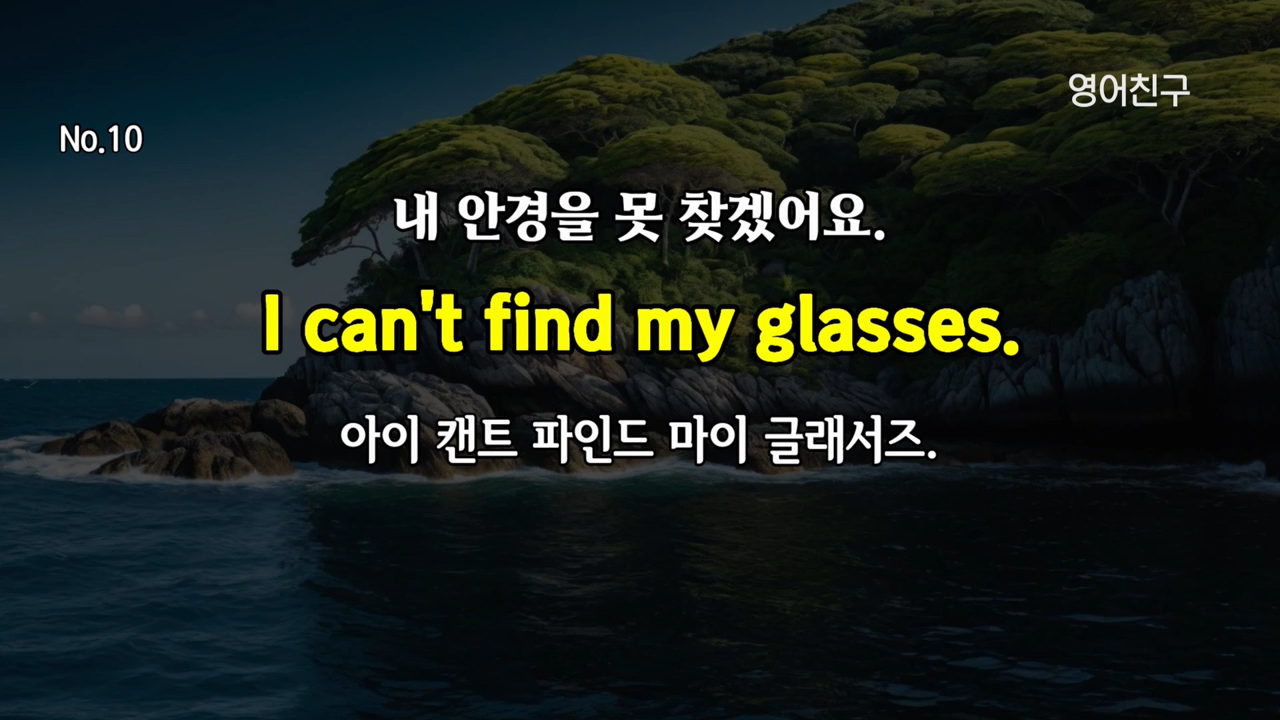 영어친구
No.10
내 안경을 못 찾겠어요.
I can't find my glasses.
아이 캔트 파인드 마이 글래서즈.